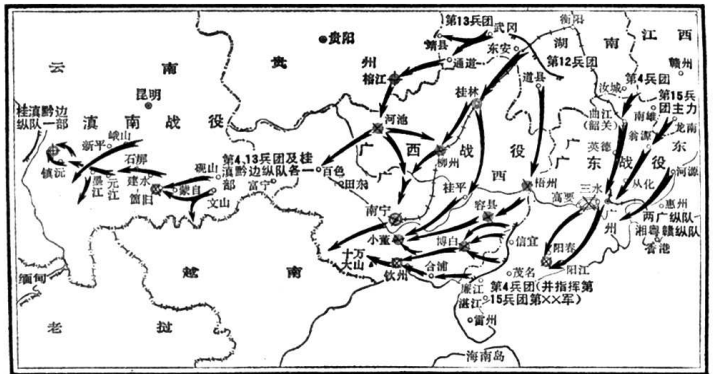 第13兵团
武冈
衡阳
靖县
东安
湖南
江西
贵阳
贵州
通道
第12兵团
赣州
云南
榕江
道县
汝城
第4兵团
昆明
桂林
南雄
第15兵
团主力
桂滇黔边
纵队一部
滇南战役
河池
曲江
(韶关)
翁源
龙南
峨山
新平
广西战役
柳州
英德
广东战役
镇沅
石屏
砚山
第4,13兵团及桂
滇黔边纵队各一
部
百色
田东
富宁
梧州
从化
河源
墨江
元江
建水
蒙自
文山
个旧
桂平
高要
三水
广州
惠州
南宁
容县
两广纵队
湘粤赣纵队
香港
小董
博白
信宜
阳春
十万
大山
钦州
合浦
茂名
阳江
越南
缅甸
廉江
第4兵团(并指挥第
15兵团第××军)
湛江
老挝
雷州
海南岛